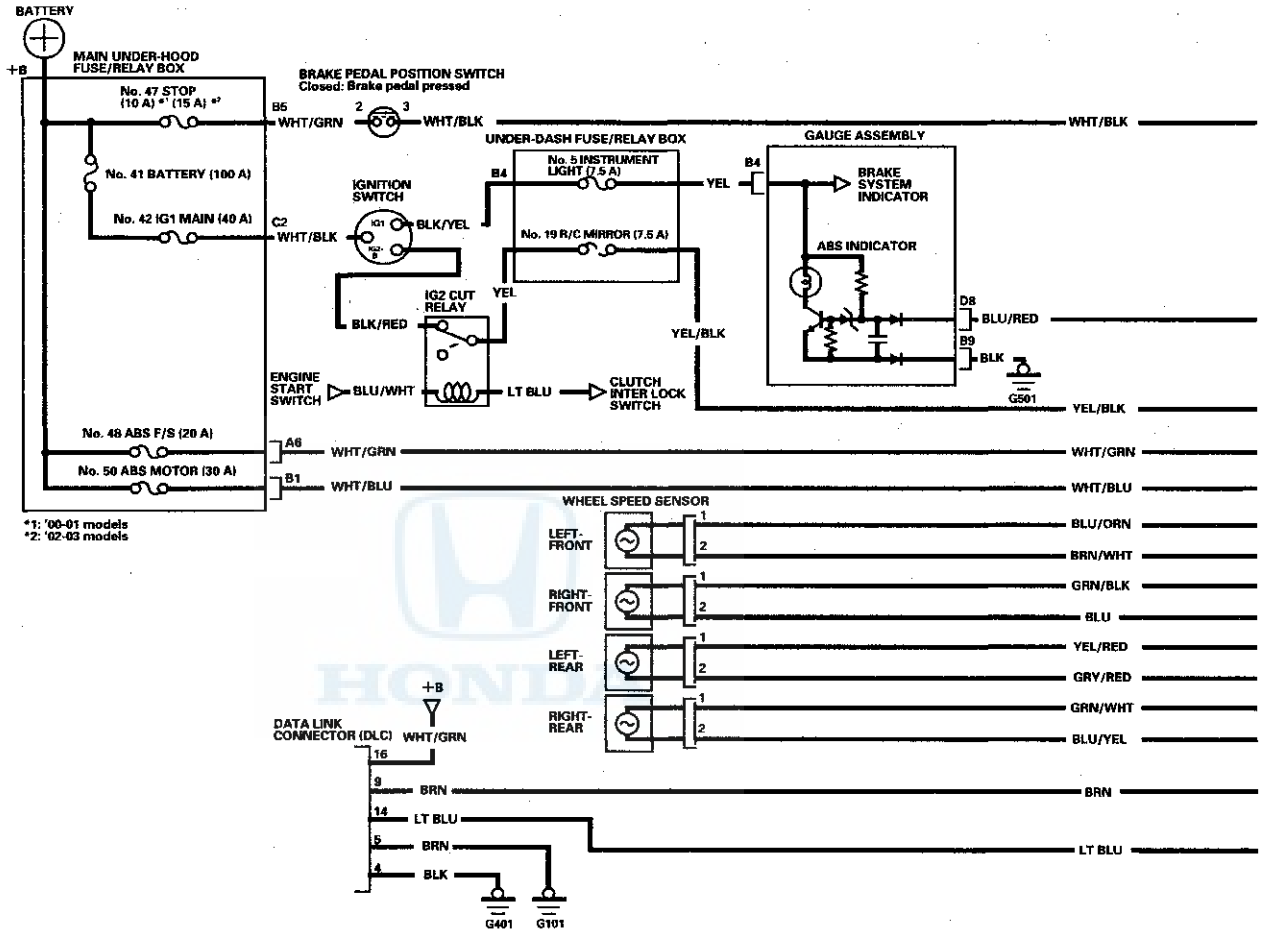 BATTERY
+B
MAIN UNDER-HOOD
FUSE/RELAY BOX
No. 47 STOP
(10 A) *1 (15 A) *2
No. 41 BATTERY (100 A)
No. 42 IG1 MAIN (40 A)
B5
WHT/GRN
BRAKE PEDAL POSITION SWITCH
Closed: Brake pedal pressed
2
3
WHT/BLK
WHT/BLK
C2
WHT/BLK
IGNITION
SWITCH
IG1
BLK/YEL
BLK/RED
UNDER-DASH FUSE/RELAY BOX
B4
No. 5 INSTRUMENT
LIGHT (7.5 A)
No. 19 R/C MIRROR (7.5 A)
YEL
B4
YEL
YEL/BLK
IG2 CUT
RELAY
ENGINE
START
SWITCH
BLU/WHT
LT BLU
CLUTCH
INTER LOCK
SWITCH
GAUGE ASSEMBLY
BRAKE
SYSTEM
INDICATOR
ABS INDICATOR
D8
BLU/RED
B9
BLK
G501
YEL/BLK
No. 48 ABS F/S (20 A)
A6
WHT/GRN
WHT/GRN
No. 50 ABS MOTOR (30 A)
B1
WHT/BLU
WHT/BLU
*1: '00-01 models
*2: '02-03 models
WHEEL SPEED SENSOR
LEFT-
FRONT
1
BLU/ORN
2
BRN/WHT
RIGHT-
FRONT
1
GRN/BLK
2
BLU
LEFT-
REAR
1
YEL/RED
2
GRY/RED
RIGHT-
REAR
1
GRN/WHT
2
BLU/YEL
HONDA
+B
DATA LINK
CONNECTOR (DLC)
WHT/GRN
16
9
BRN
BRN
14
LT BLU
LT BLU
5
BRN
4
BLK
G401
G101